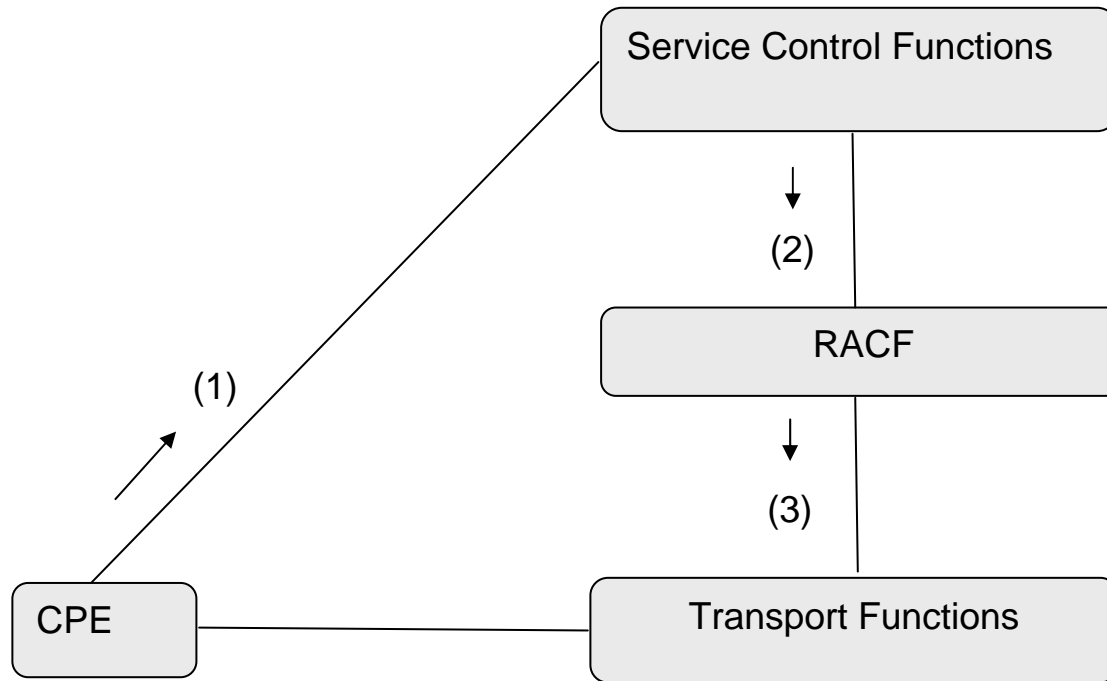 Service Control Functions
(2)
RACF
(1)
(3)
CPE
Transport Functions